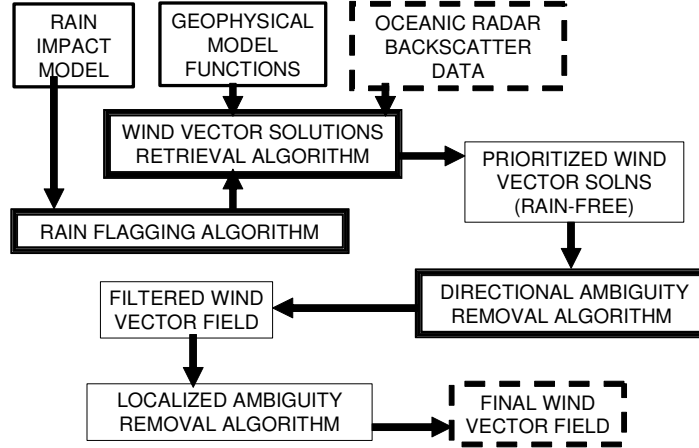 RAIN
IMPACT
MODEL
GEOPHYSICAL
MODEL
FUNCTIONS
OCEANIC RADAR
BACKSCATTER
DATA
WIND VECTOR SOLUTIONS
RETRIEVAL ALGORITHM
PRIORITIZED WIND
VECTOR SOLNS
(RAIN-FREE)
RAIN FLAGGING ALGORITHM
DIRECTIONAL AMBIGUITY
REMOVAL ALGORITHM
FILTERED WIND
VECTOR FIELD
LOCALIZED AMBIGUITY
REMOVAL ALGORITHM
FINAL WIND
VECTOR FIELD